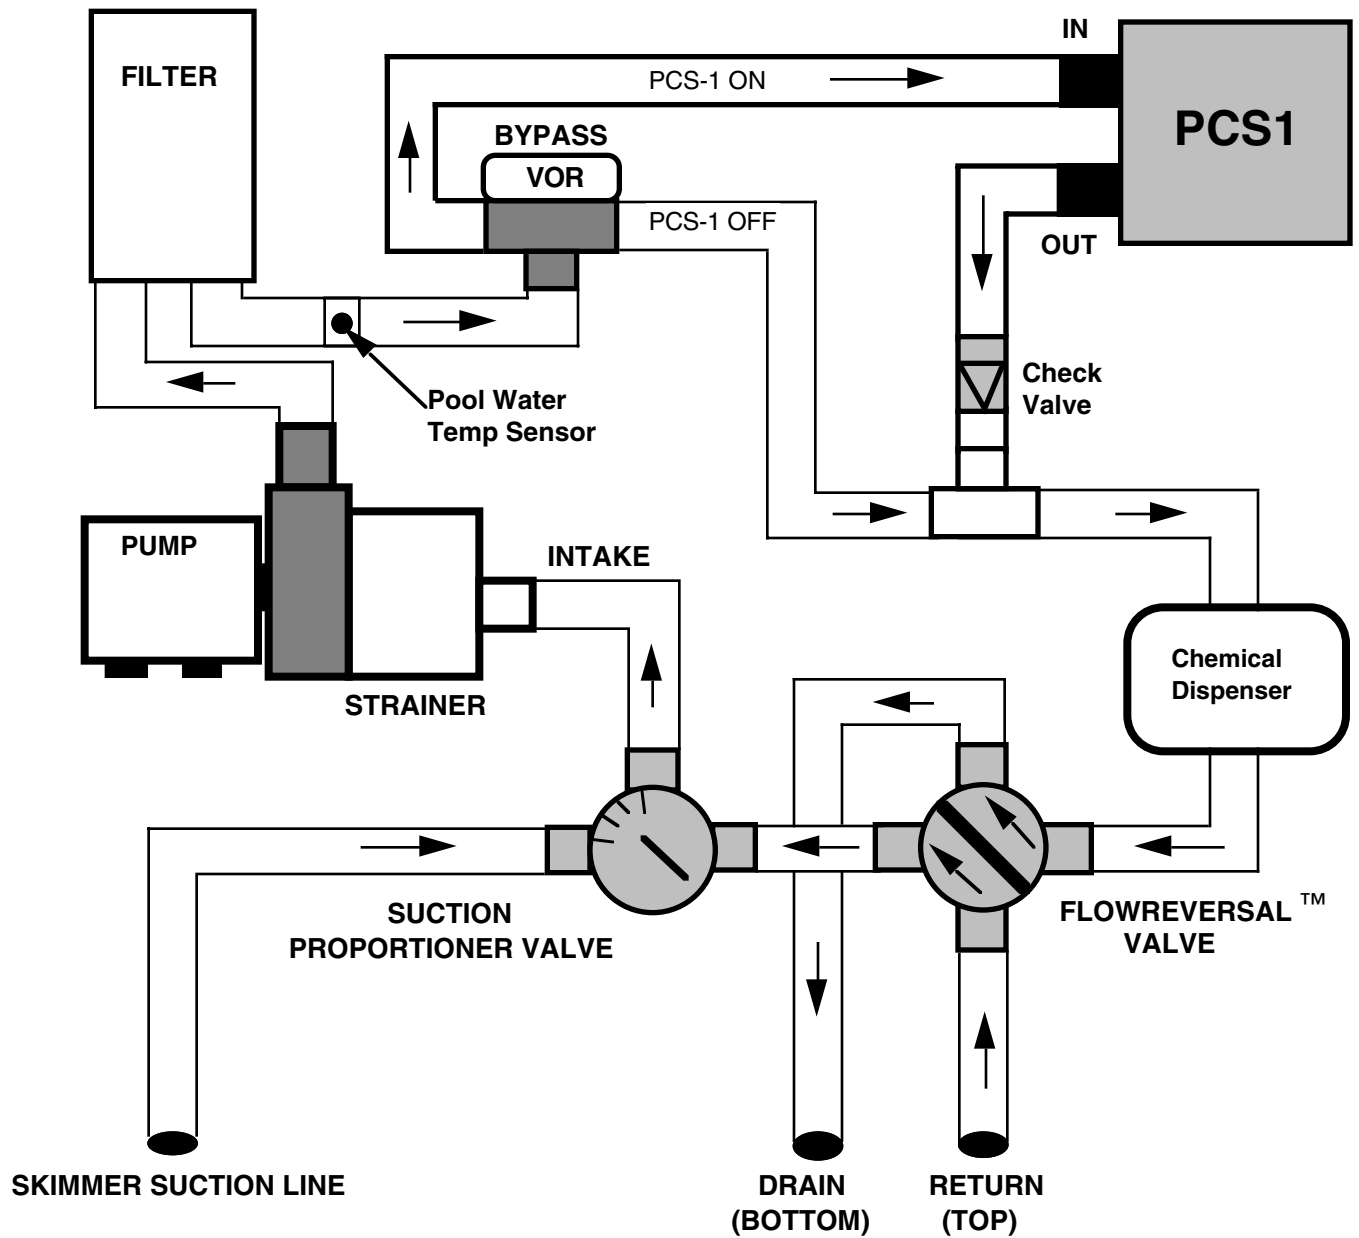 IN
FILTER
PCS-1 ON
PCS1
BYPASS
VOR
PCS-1 OFF
OUT
Check
Valve
Pool Water
Temp Sensor
PUMP
INTAKE
STRAINER
Chemical
Dispenser
SUCTION
PROPORTIONER VALVE
FLOWREVERSAL ™
VALVE
SKIMMER SUCTION LINE
DRAIN
(BOTTOM)
RETURN
(TOP)